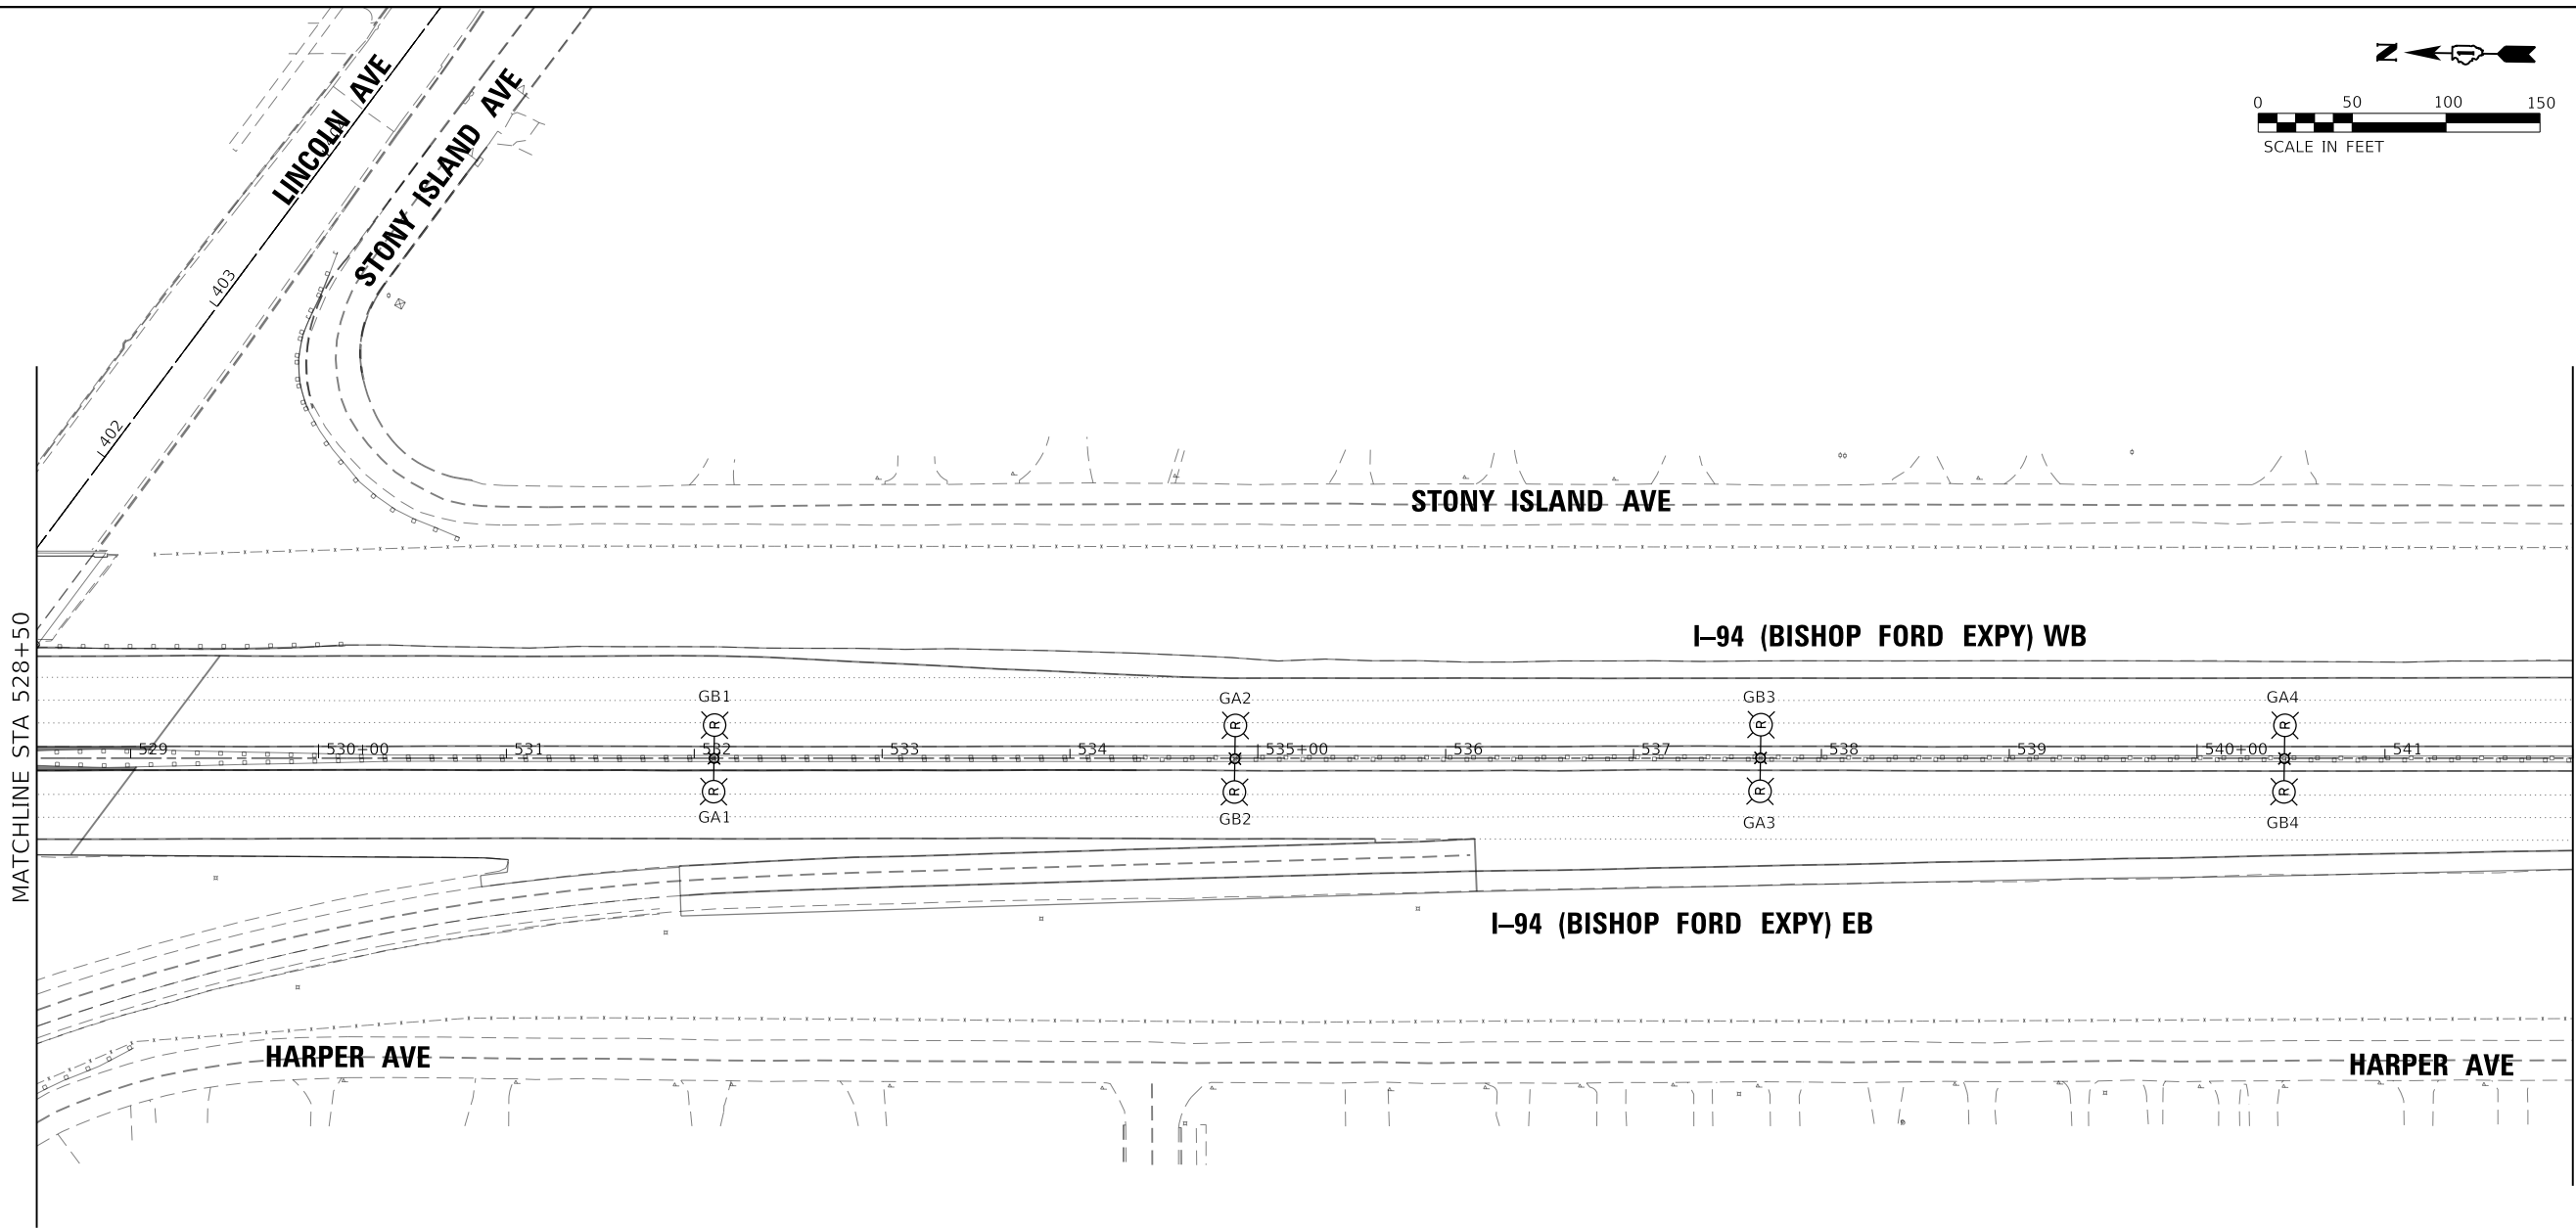 LINCOLN AVE
STONY ISLAND AVE
N
0 50 100 150
SCALE IN FEET
403
402
STONY ISLAND AVE
MATCHLINE STA 528+50
I-94 (BISHOP FORD EXPY) WB
GB1 GA2 GB3 GA4
R R R R
529 530+00 531 532 533 534 535+00 536 537 538 539 540+00 541
R R R R
GA1 GB2 GA3 GB4
I-94 (BISHOP FORD EXPY) EB
HARPER AVE
HARPER AVE